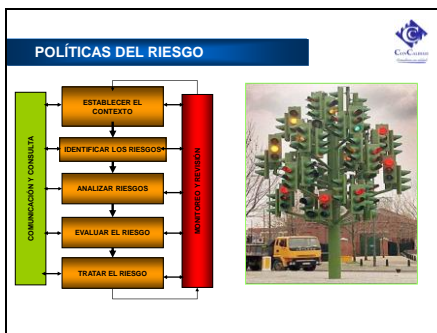 POLÍTICAS DEL RIESGO
CONCALIDAD
COMUNICACIÓN Y CONSULTA
ESTABLECER EL
CONTEXTO
IDENTIFICAR LOS RIESGOS
ANALIZAR RIESGOS
EVALUAR EL RIESGO
TRATAR EL RIESGO
MONITOREO Y REVISIÓN